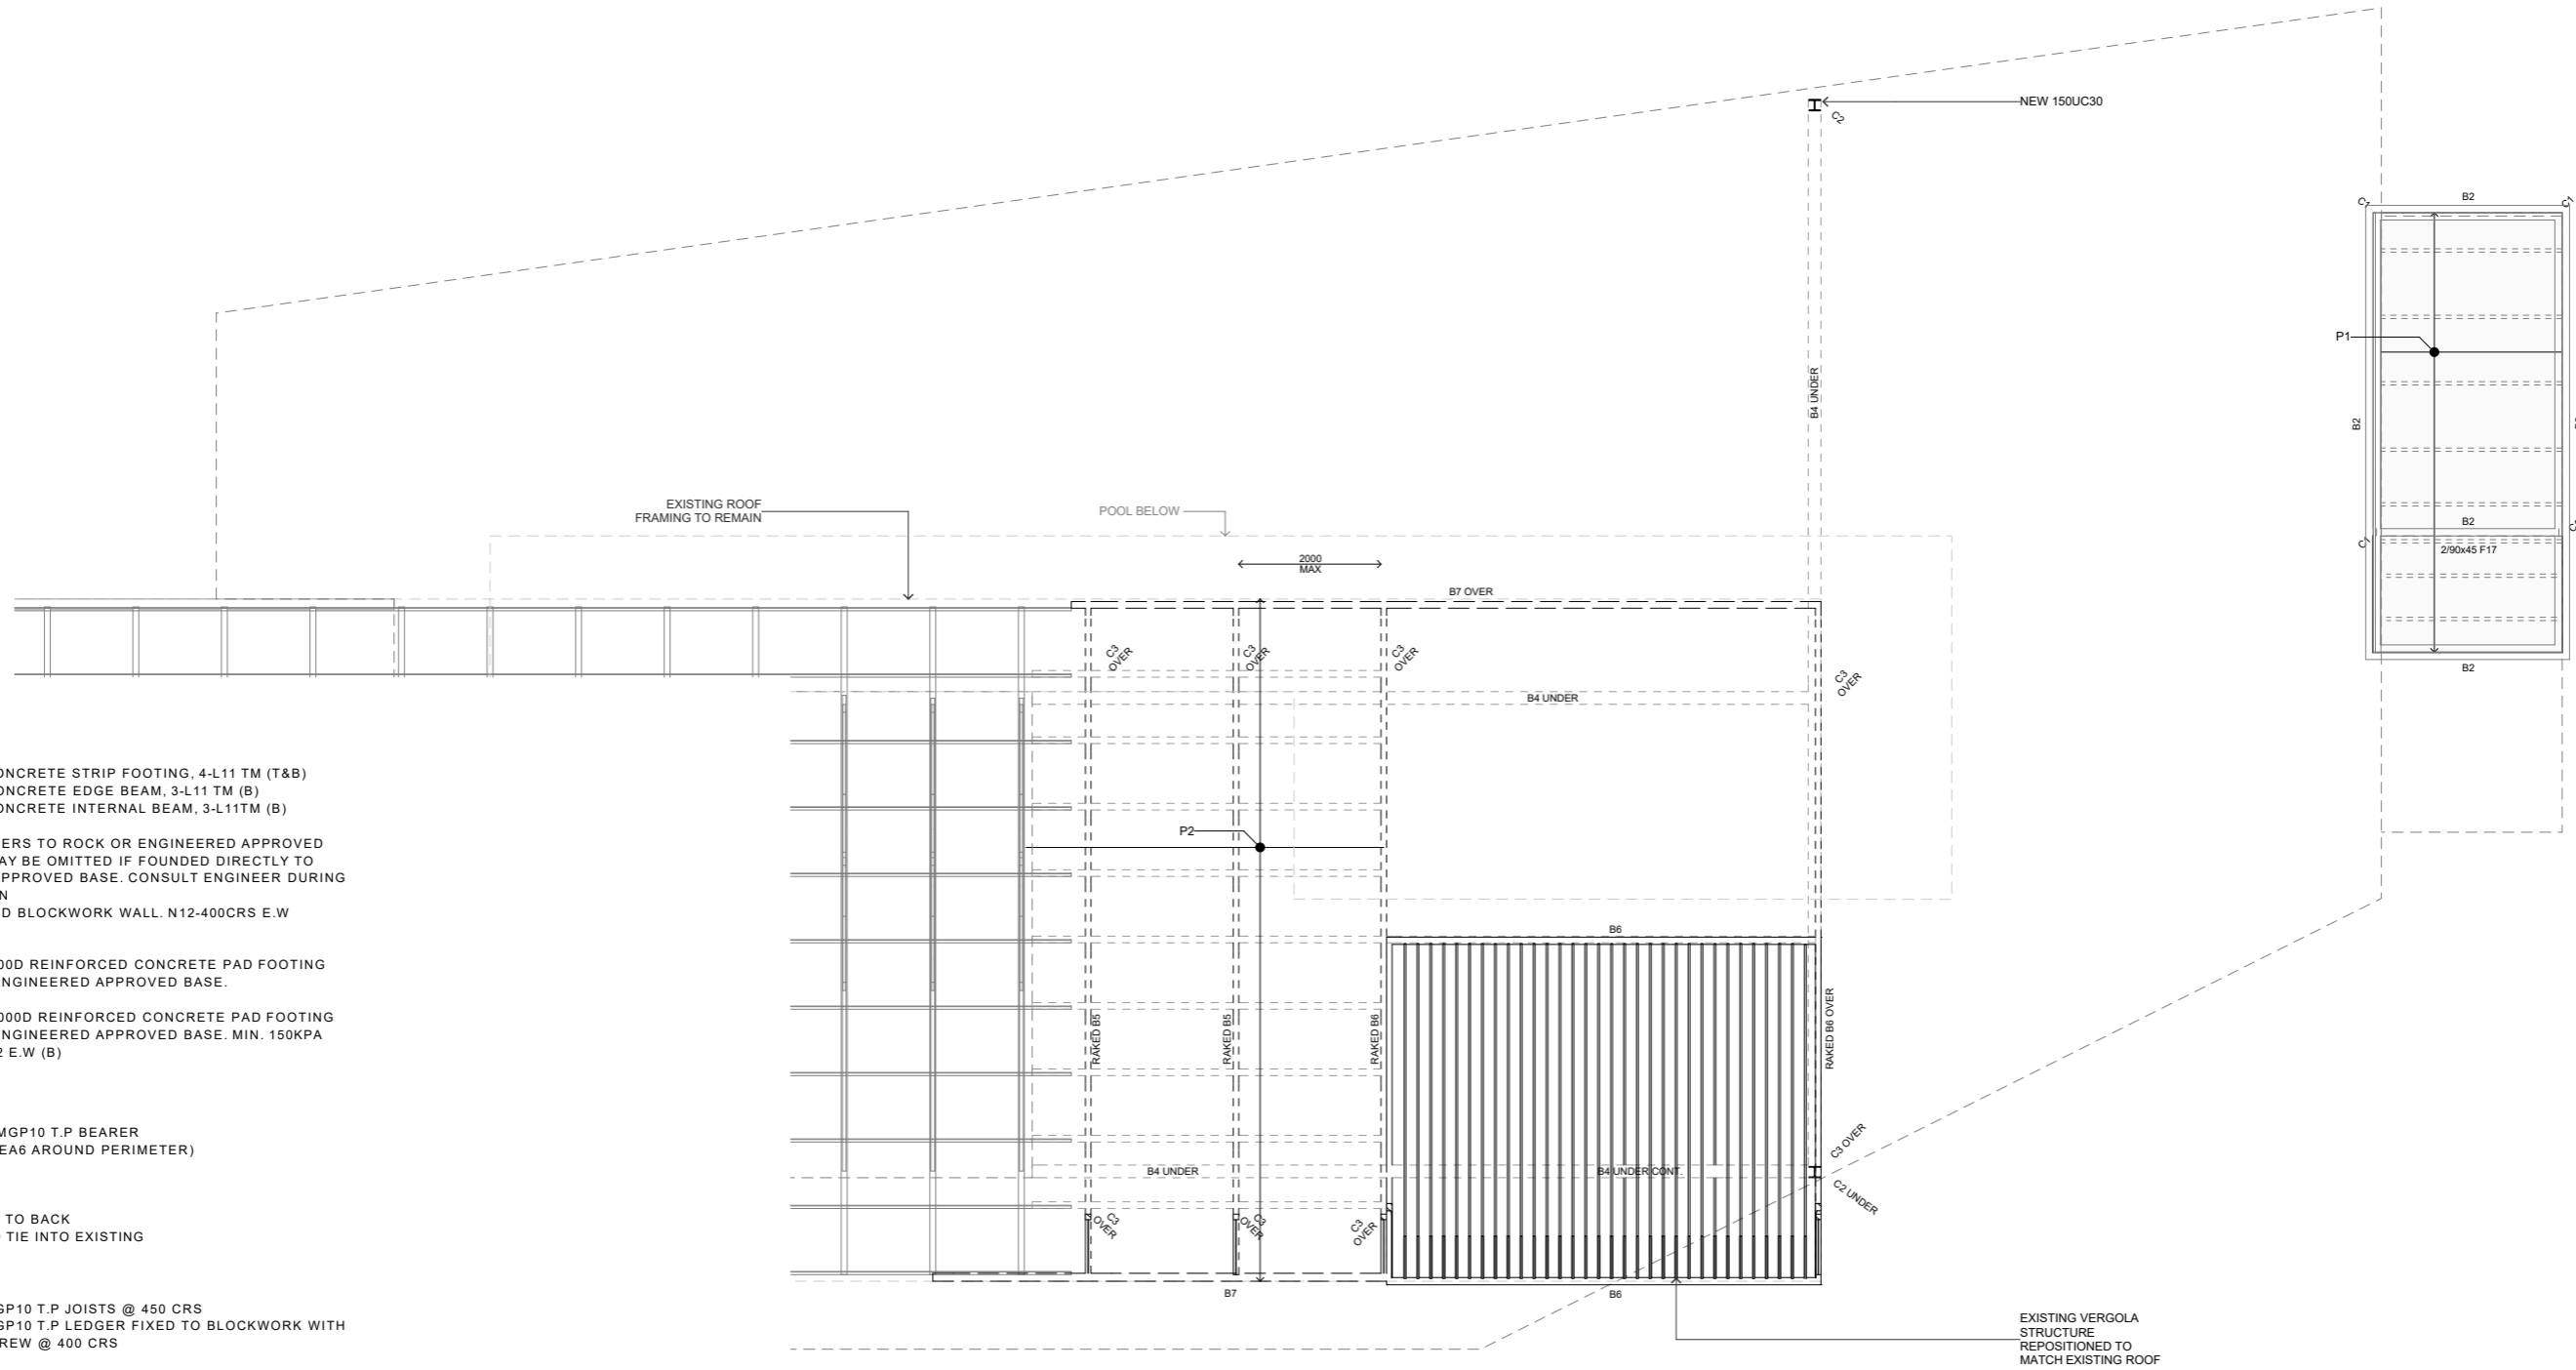 NEW 150UC30
C2
B2
C1
P1
B4 UNDER
B2
EXISTING ROOF
FRAMING TO REMAIN
POOL BELOW
B2
C1
2/90x45 F17
2000
MAX
B7 OVER
C3
OVER
C3
OVER
C3
OVER
B2
C3
OVER
B4 UNDER
ONCRETE STRIP FOOTING, 4-L11 TM (T&B)
ONCRETE EDGE BEAM, 3-L11 TM (B)
ONCRETE INTERNAL BEAM, 3-L11TM (B)
P2
ERS TO ROCK OR ENGINEERED APPROVED
AY BE OMITTED IF FOUNDED DIRECTLY TO
PPROVED BASE. CONSULT ENGINEER DURING
N
D BLOCKWORK WALL. N12-400CRS E.W
B6
00D REINFORCED CONCRETE PAD FOOTING
NGINEERED APPROVED BASE.
000D REINFORCED CONCRETE PAD FOOTING
NGINEERED APPROVED BASE. MIN. 150KPA
2 E.W (B)
RAKED B5
RAKED B5
RAKED B6
RAKED B6 OVER
MGP10 T.P BEARER
EA6 AROUND PERIMETER)
C3 OVER
B4 UNDER
B4 UNDER CONT.
C2 UNDER
TO BACK
TIE INTO EXISTING
C3
OVER
C3
OVER
C3
OVER
B7
B6
GP10 T.P JOISTS @ 450 CRS
GP10 T.P LEDGER FIXED TO BLOCKWORK WITH
REW @ 400 CRS
EXISTING VERGOLA
STRUCTURE
REPOSITIONED TO
MATCH EXISTING ROOF